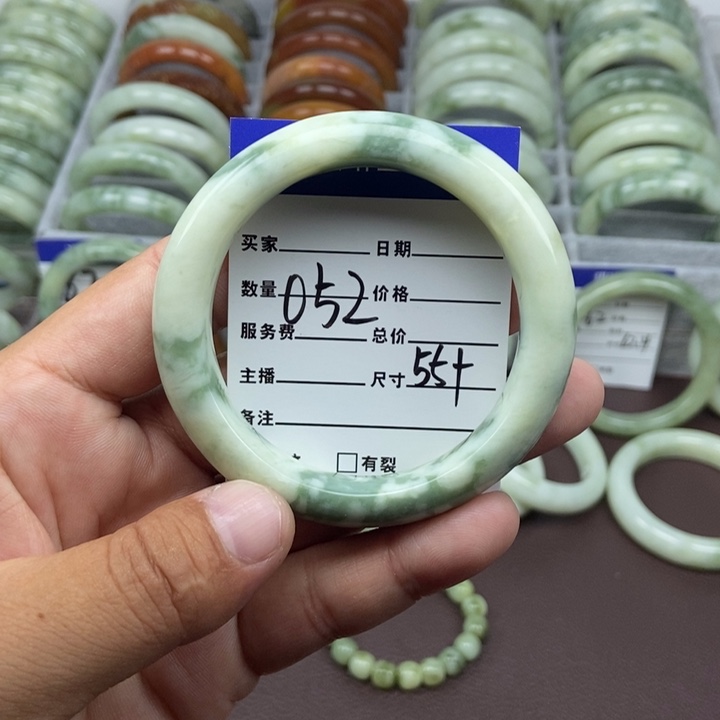 买家 日期
数量 052 价格
服务费 总价
主播 尺寸 55+
备注
□有裂